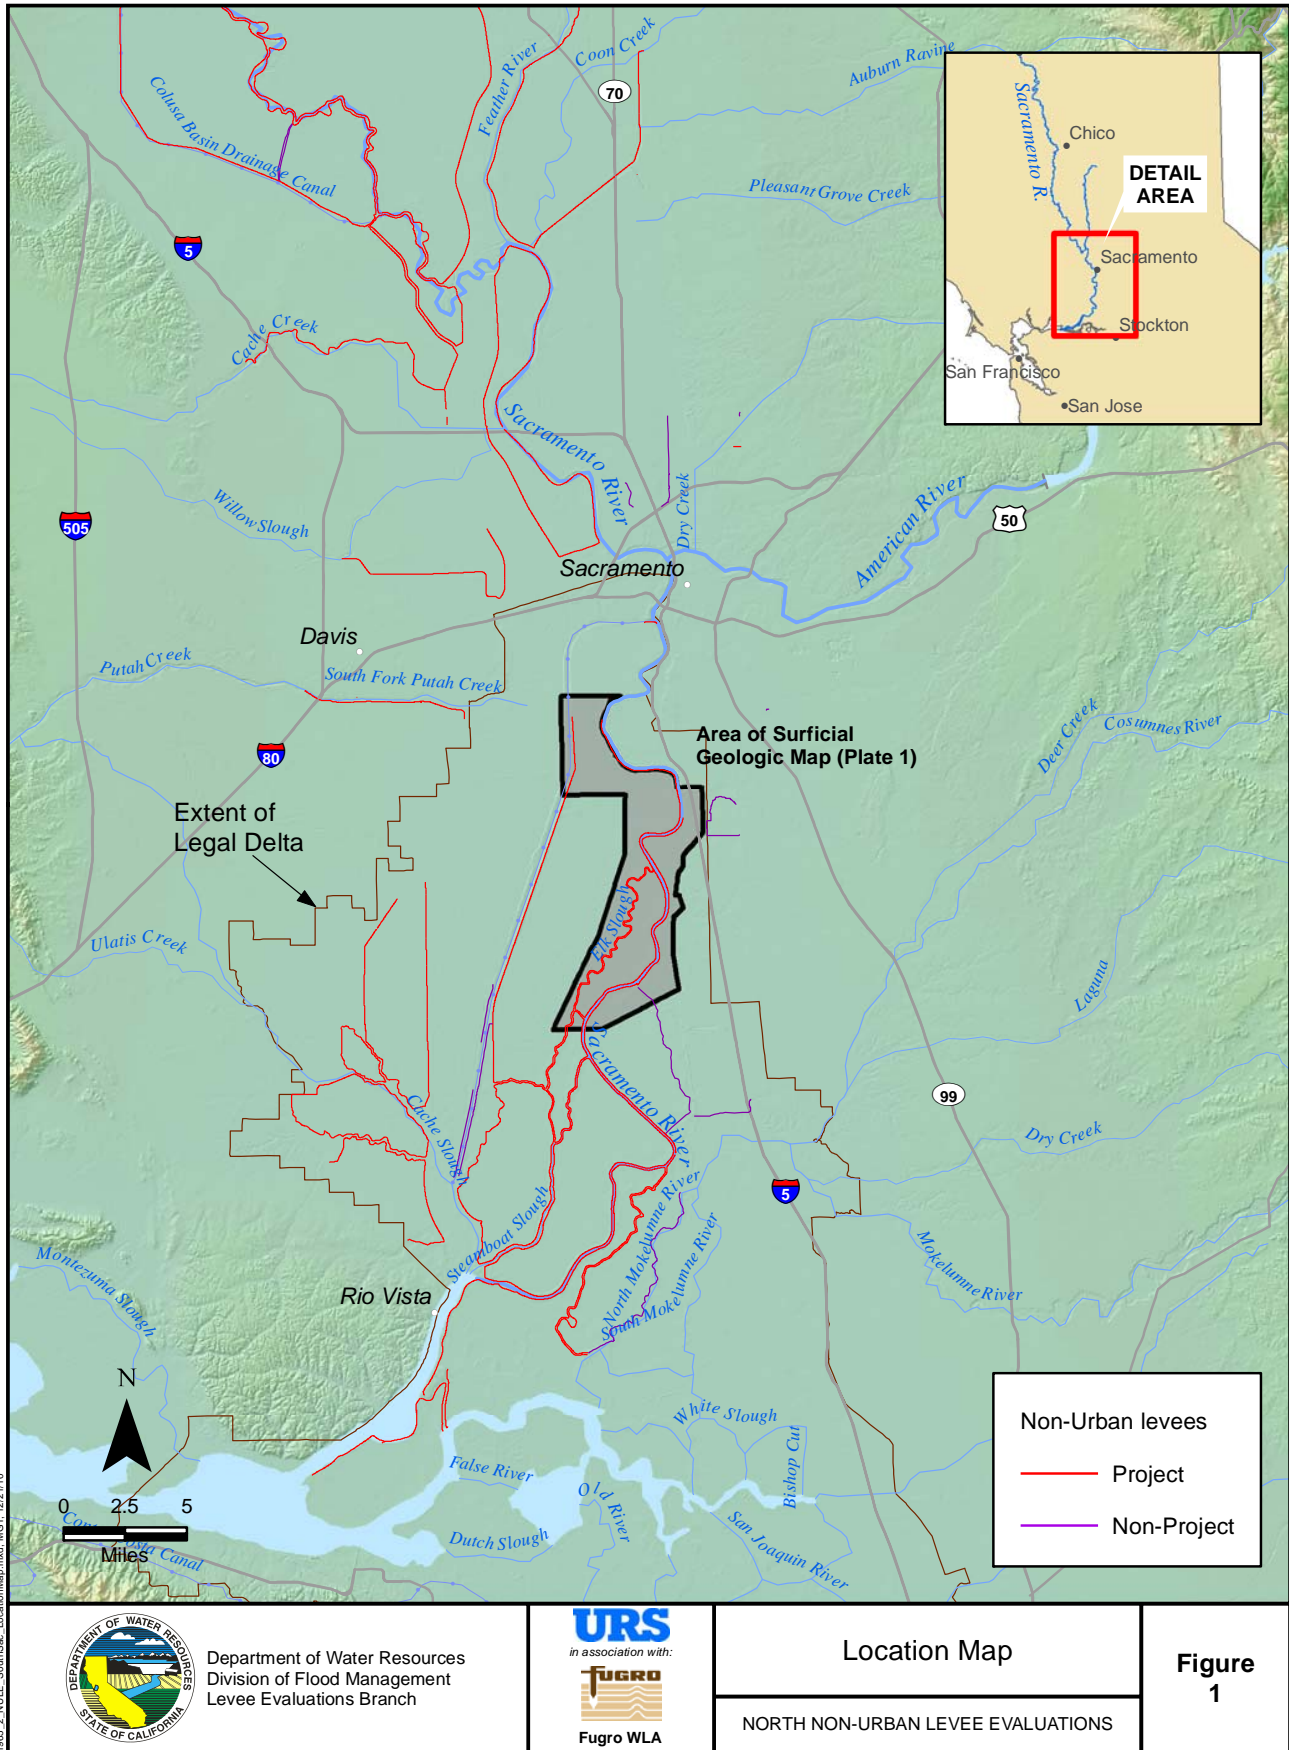 Coon Creek
Auburn Ravine
Feather River
70
Colusa Basin Drainage Canal
Pleasant Grove Creek
5
Cache Creek
Sacramento River
Willow Slough
505
Dry Creek
American River
50
Sacramento
Davis
Putah Creek
South Fork Putah Creek
80
Area of Surficial
Geologic Map (Plate 1)
Deer Creek
Cosumnes River
Extent of
Legal Delta
Elk Slough
Ulatis Creek
Laguna
Sacramento River
99
Cache Slough
Dry Creek
5
Steamboat Slough
North Mokelumne River
South Mokelumne River
Mokelumne River
Montezuma Slough
Rio Vista
N
White Slough
Bishop Cut
False River
Old River
Dutch Slough
San Joaquin River
0 2.5 5
Miles
Sacramento R.
Chico
DETAIL
AREA
Sacramento
Stockton
San Francisco
San Jose
Non-Urban levees
Project
Non-Project
DEPARTMENT OF WATER RESOURCES
STATE OF CALIFORNIA
Department of Water Resources
Division of Flood Management
Levee Evaluations Branch
URS
in association with:
FUGRO
Fugro WLA
Location Map
NORTH NON-URBAN LEVEE EVALUATIONS
Figure
1